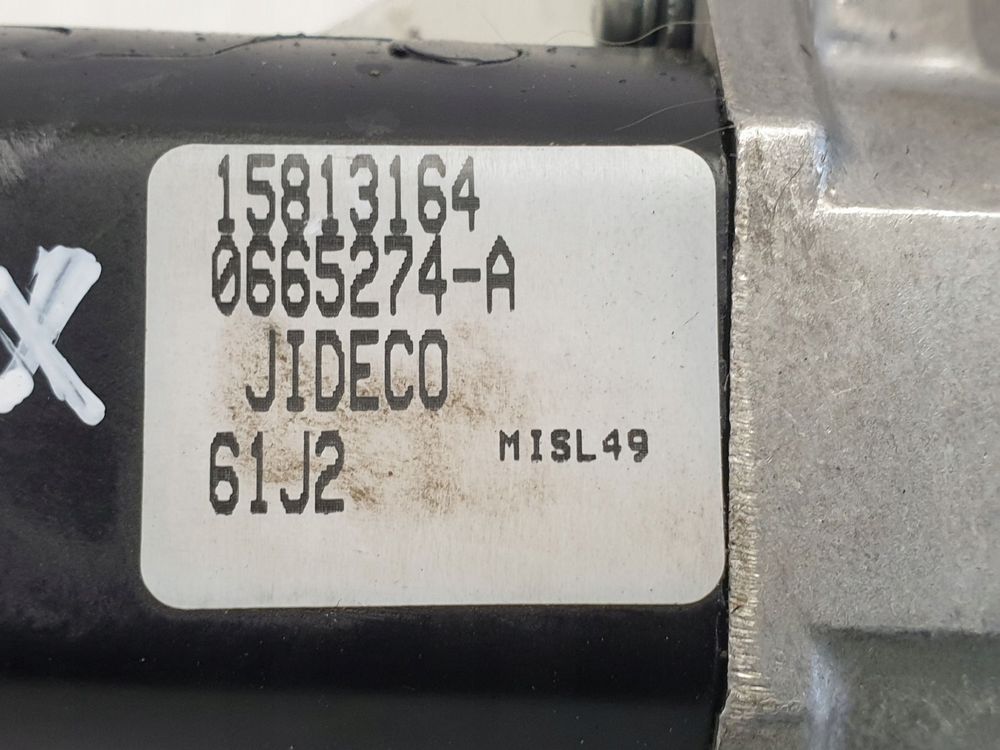 15813164
0665274-A
JIDECO
61J2 MISL49
X